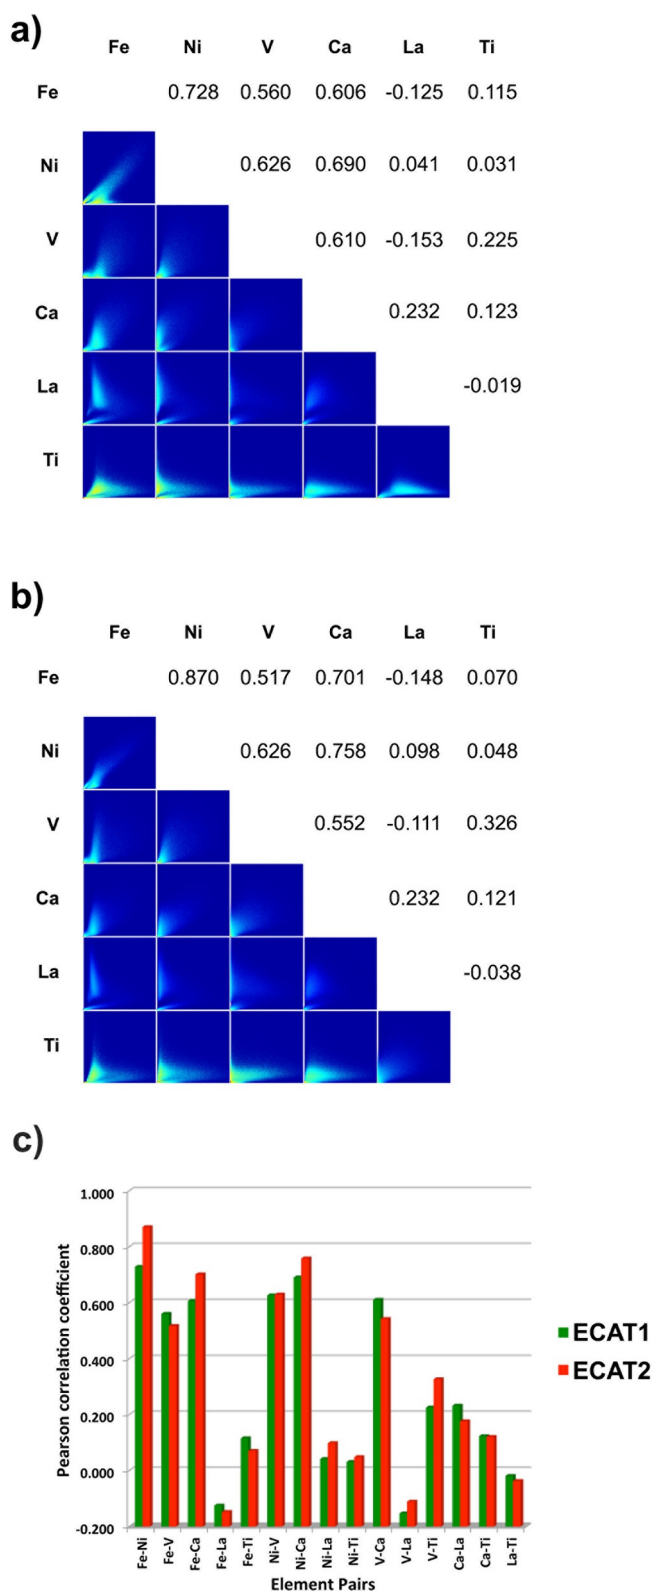 a)
Fe Ni V Ca La Ti
Fe 0.728 0.560 0.606 -0.125 0.115
Ni 0.626 0.690 0.041 0.031
V 0.610 -0.153 0.225
Ca 0.232 0.123
La -0.019
Ti
b)
Fe Ni V Ca La Ti
Fe 0.870 0.517 0.701 -0.148 0.070
Ni 0.626 0.758 0.098 0.048
V 0.552 -0.111 0.326
Ca 0.232 0.121
La -0.038
Ti
c)
Pearson correlation coefficient
1.000
0.800
0.600
0.400
0.200
0.000
-0.200
ECAT1
ECAT2
Fe-Ni Fe-V Fe-Ca Fe-La Fe-Ti Ni-V Ni-Ca Ni-La Ni-Ti V-Ca V-La V-Ti Ca-La Ca-Ti La-Ti
Element Pairs